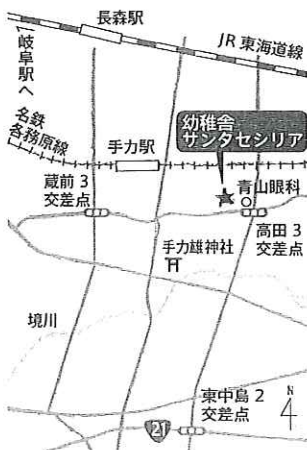 長森駅
JR東海道線
岐阜駅へ
名鉄
各務原線
手力駅
幼稚舎
サンタセシリア
蔵前3
交差点
青山眼科
高田3
交差点
手力雄神社
境川
東中島2
交差点
21
4